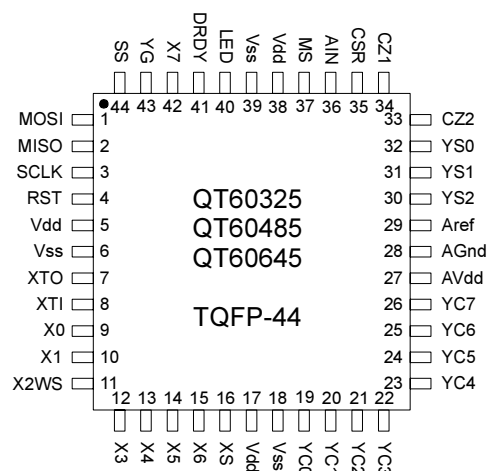 SS YG X7 DRDY LED Vss Vdd MS AIN CSR CZ1
44 43 42 41 40 39 38 37 36 35 34
MOSI 1 33 CZ2
MISO 2 32 YS0
SCLK 3 31 YS1
RST 4 30 YS2
Vdd 5 29 Aref
Vss 6 28 AGnd
XTO 7 27 AVdd
XTI 8 26 YC7
X0 9 25 YC6
X1 10 24 YC5
X2WS 11 23 YC4
QT60325
QT60485
QT60645
TQFP-44
12 13 14 15 16 17 18 19 20 21 22
X3 X4 X5 X6 XS Vdd Vss YC0 YC1 YC2 YC3